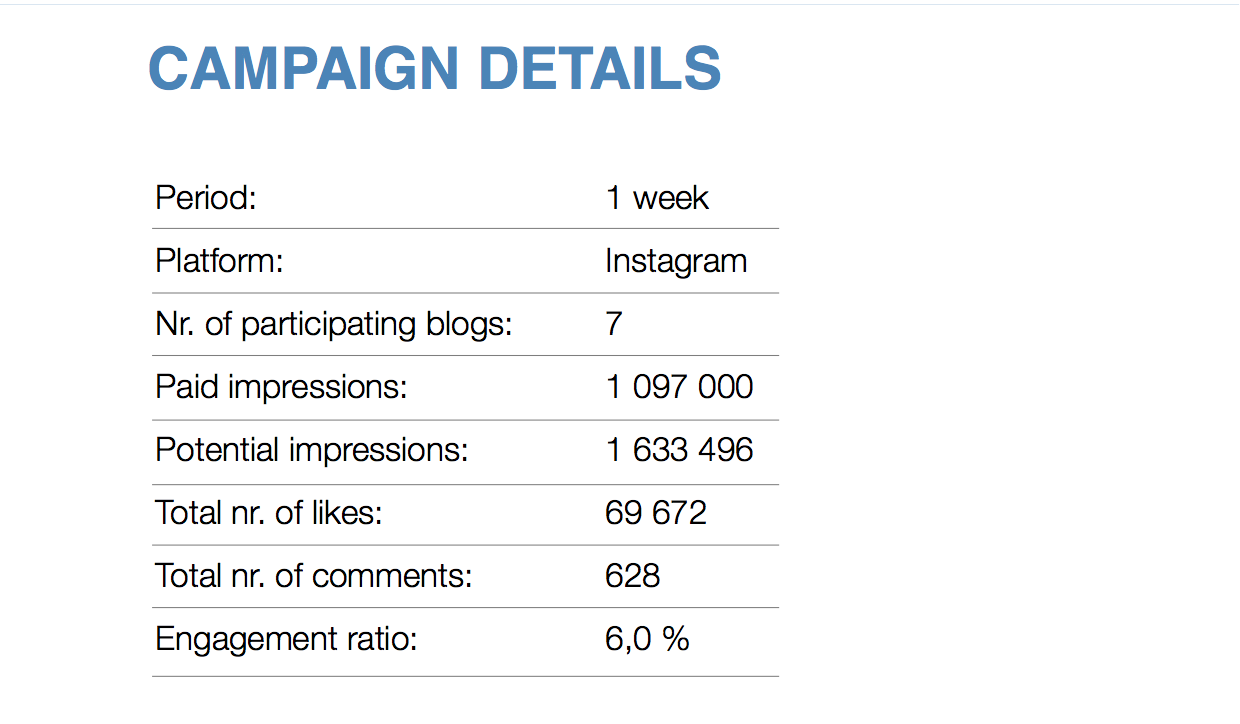 CAMPAIGN DETAILS
Period: 1 week
Platform: Instagram
Nr. of participating blogs: 7
Paid impressions: 1 097 000
Potential impressions: 1 633 496
Total nr. of likes: 69 672
Total nr. of comments: 628
Engagement ratio: 6,0 %